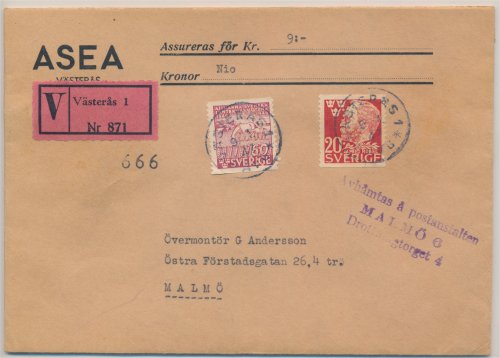 ASEA
VÄSTERÅS
Assureras för Kr. 9:-
Kronor Nio
V Västerås 1
Nr 871
666
50
SVERIGE
20
SVERIGE
Avhämtas å postanstalten
MALMÖ 6
4
Övermontör G Andersson
Östra Förstadsgatan 26,4 tr.
MALMÖ